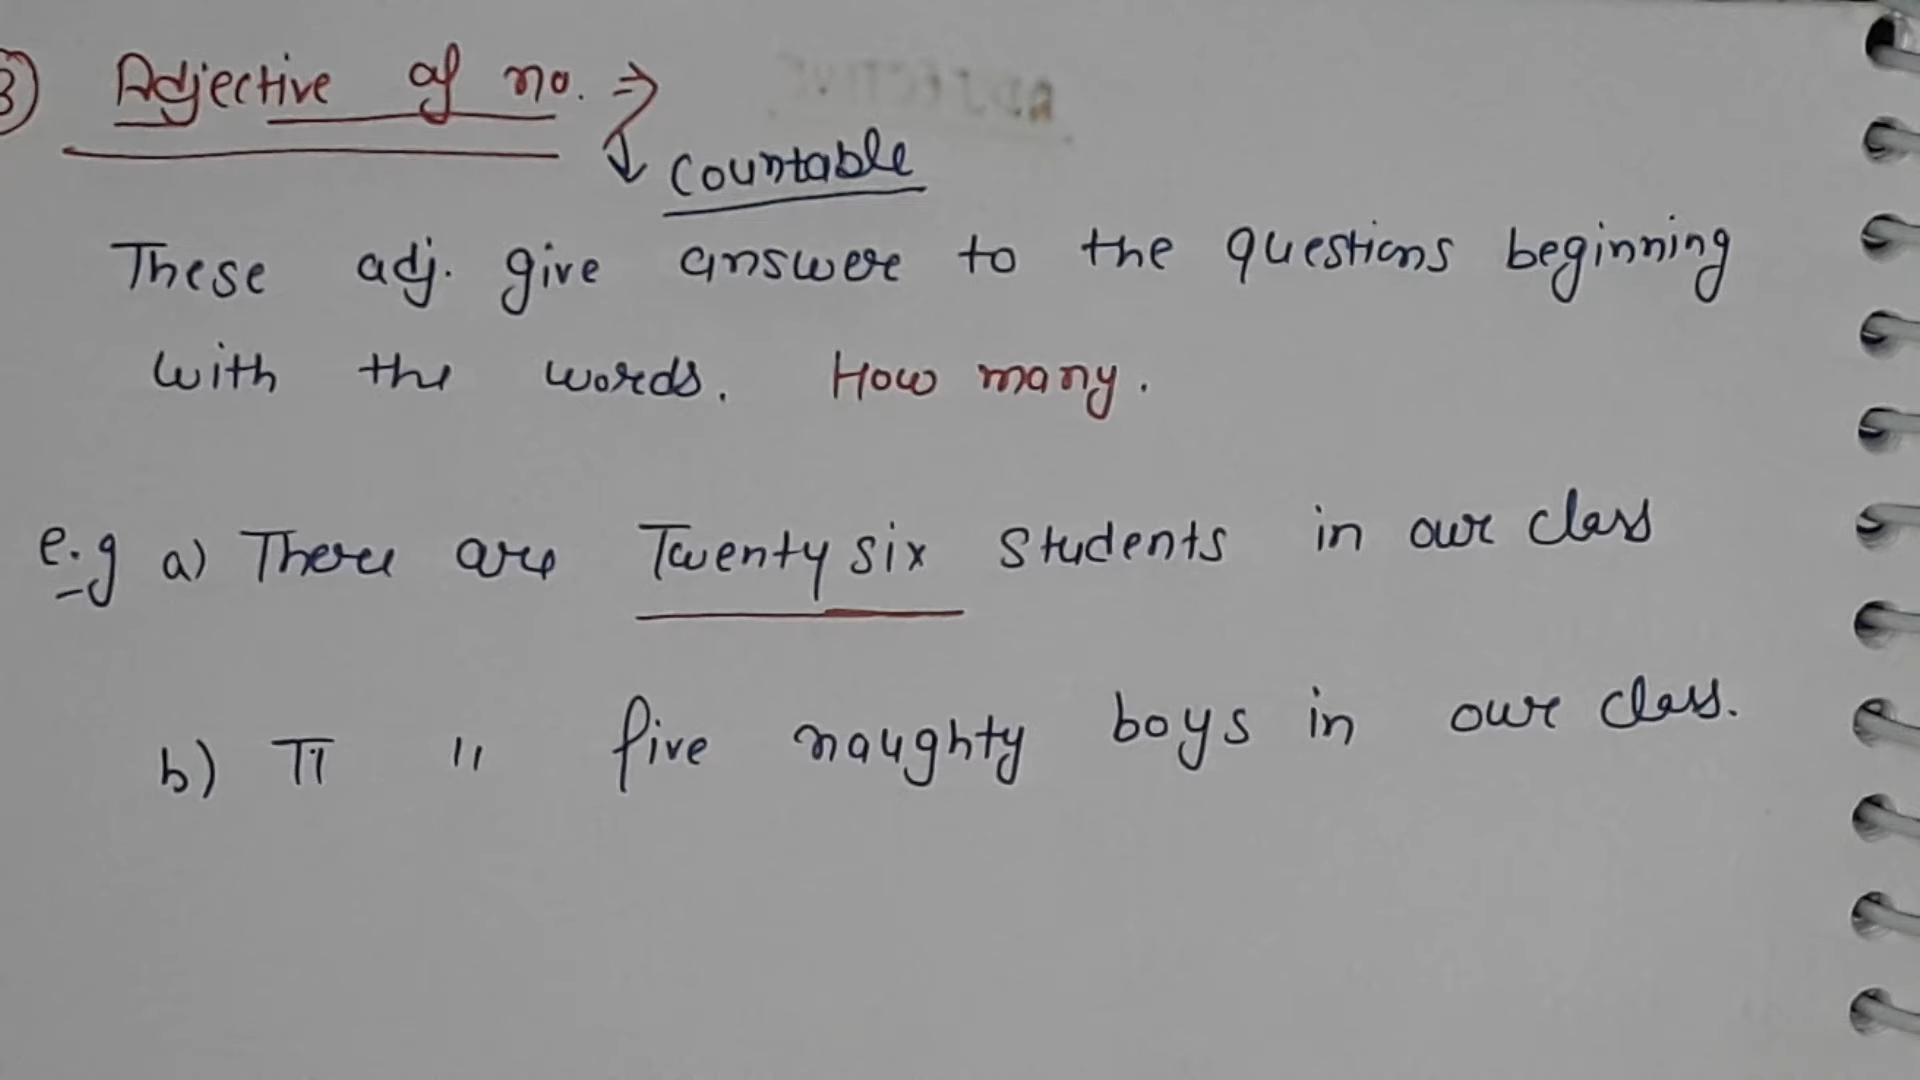 3) Adjective of no. ⇒
↓ Countable
These adj. give answere to the questions beginning
with the words. How many.
e.g a) There are Twenty six students in our class
b) " " five naughty boys in our class.